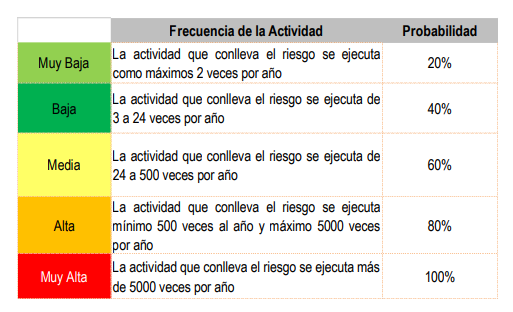 Frecuencia de la Actividad Probabilidad
Muy Baja
La actividad que conlleva el riesgo se ejecuta
como máximos 2 veces por año
20%
Baja
La actividad que conlleva el riesgo se ejecuta de
3 a 24 veces por año
40%
Media
La actividad que conlleva el riesgo se ejecuta de
24 a 500 veces por año
60%
Alta
La actividad que conlleva el riesgo se ejecuta
mínimo 500 veces al año y máximo 5000 veces
por año
80%
Muy Alta
La actividad que conlleva el riesgo se ejecuta más
de 5000 veces por año
100%